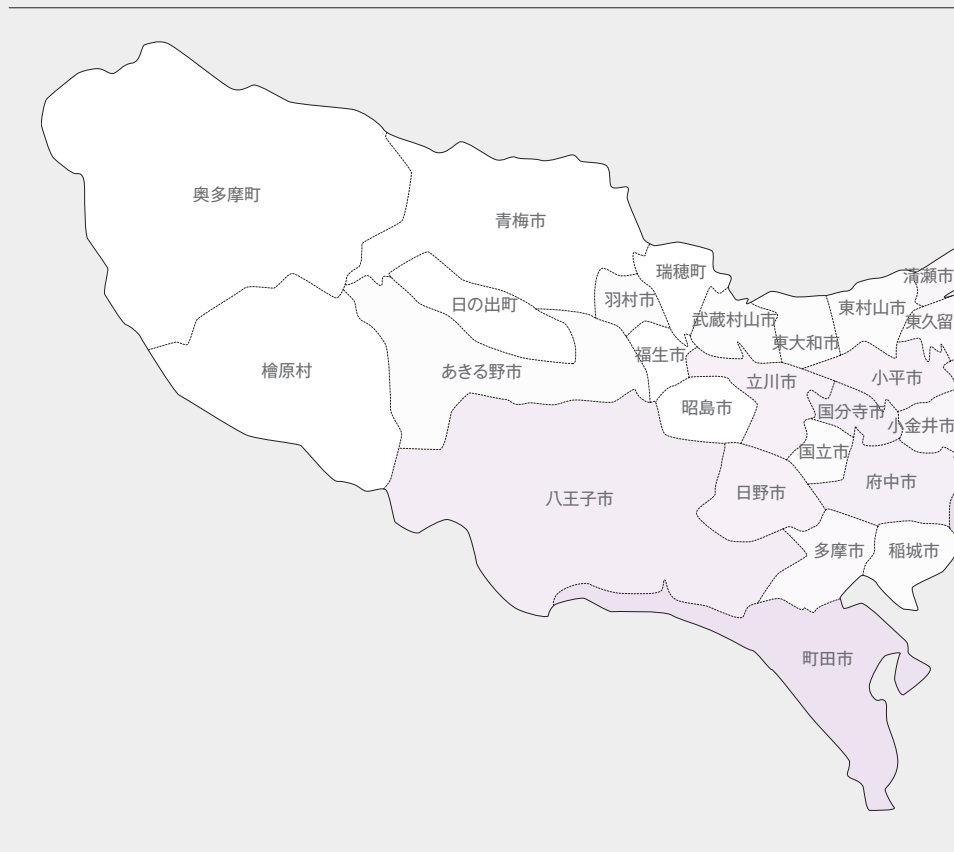 奥多摩町
青梅市
瑞穂町
清瀬市
羽村市
日の出町
東村山市
武蔵村山市
東久留
東大和市
福生市
檜原村
あきる野市
立川市
小平市
昭島市
国分寺市
小金井市
国立市
府中市
日野市
八王子市
多摩市
稲城市
町田市